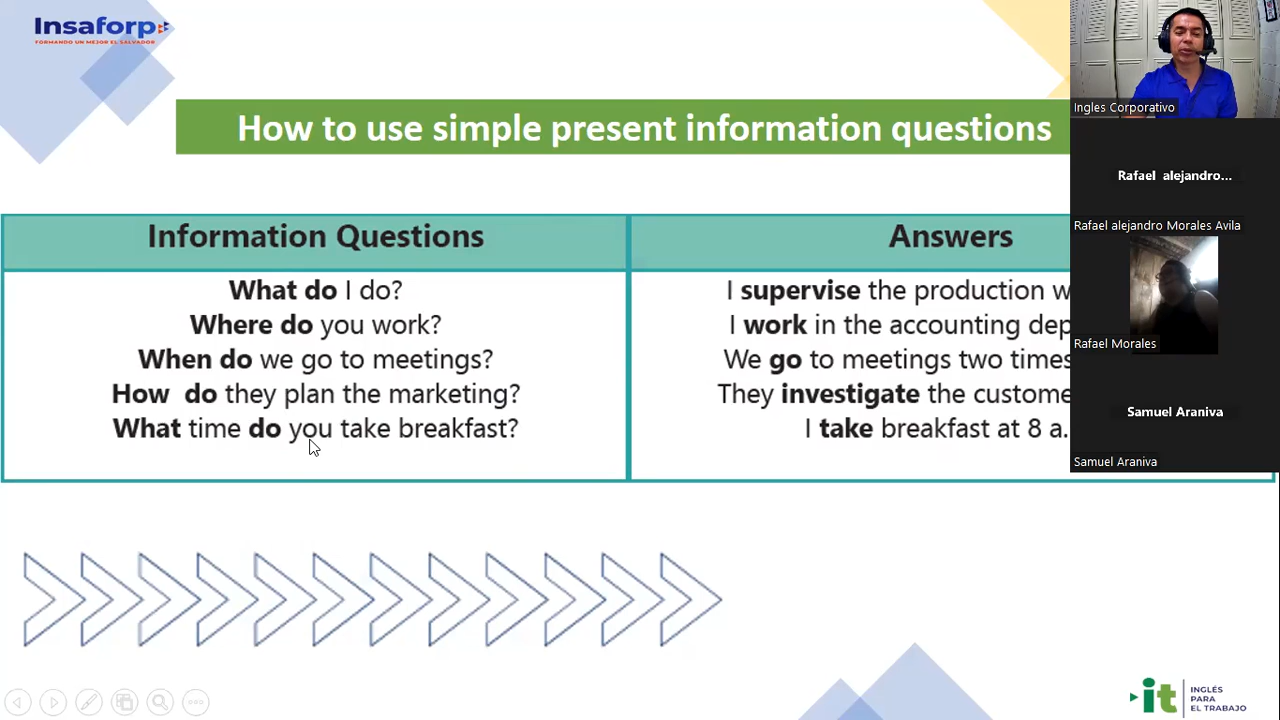 Insaforp
FORMANDO UN MEJOR EL SALVADOR
How to use simple present information questions
Information Questions
What do I do?
Where do you work?
When do we go to meetings?
How do they plan the marketing?
What time do you take breakfast?
Answers
I supervise the production w
I work in the accounting dep
We go to meetings two times
They investigate the custome
I take breakfast at 8 a.
Ingles Corporativo
Rafael alejandro...
Rafael alejandro Morales Avila
Rafael Morales
Samuel Araniva
Samuel Araniva
it
INGLÉS
PARA
EL TRABAJO